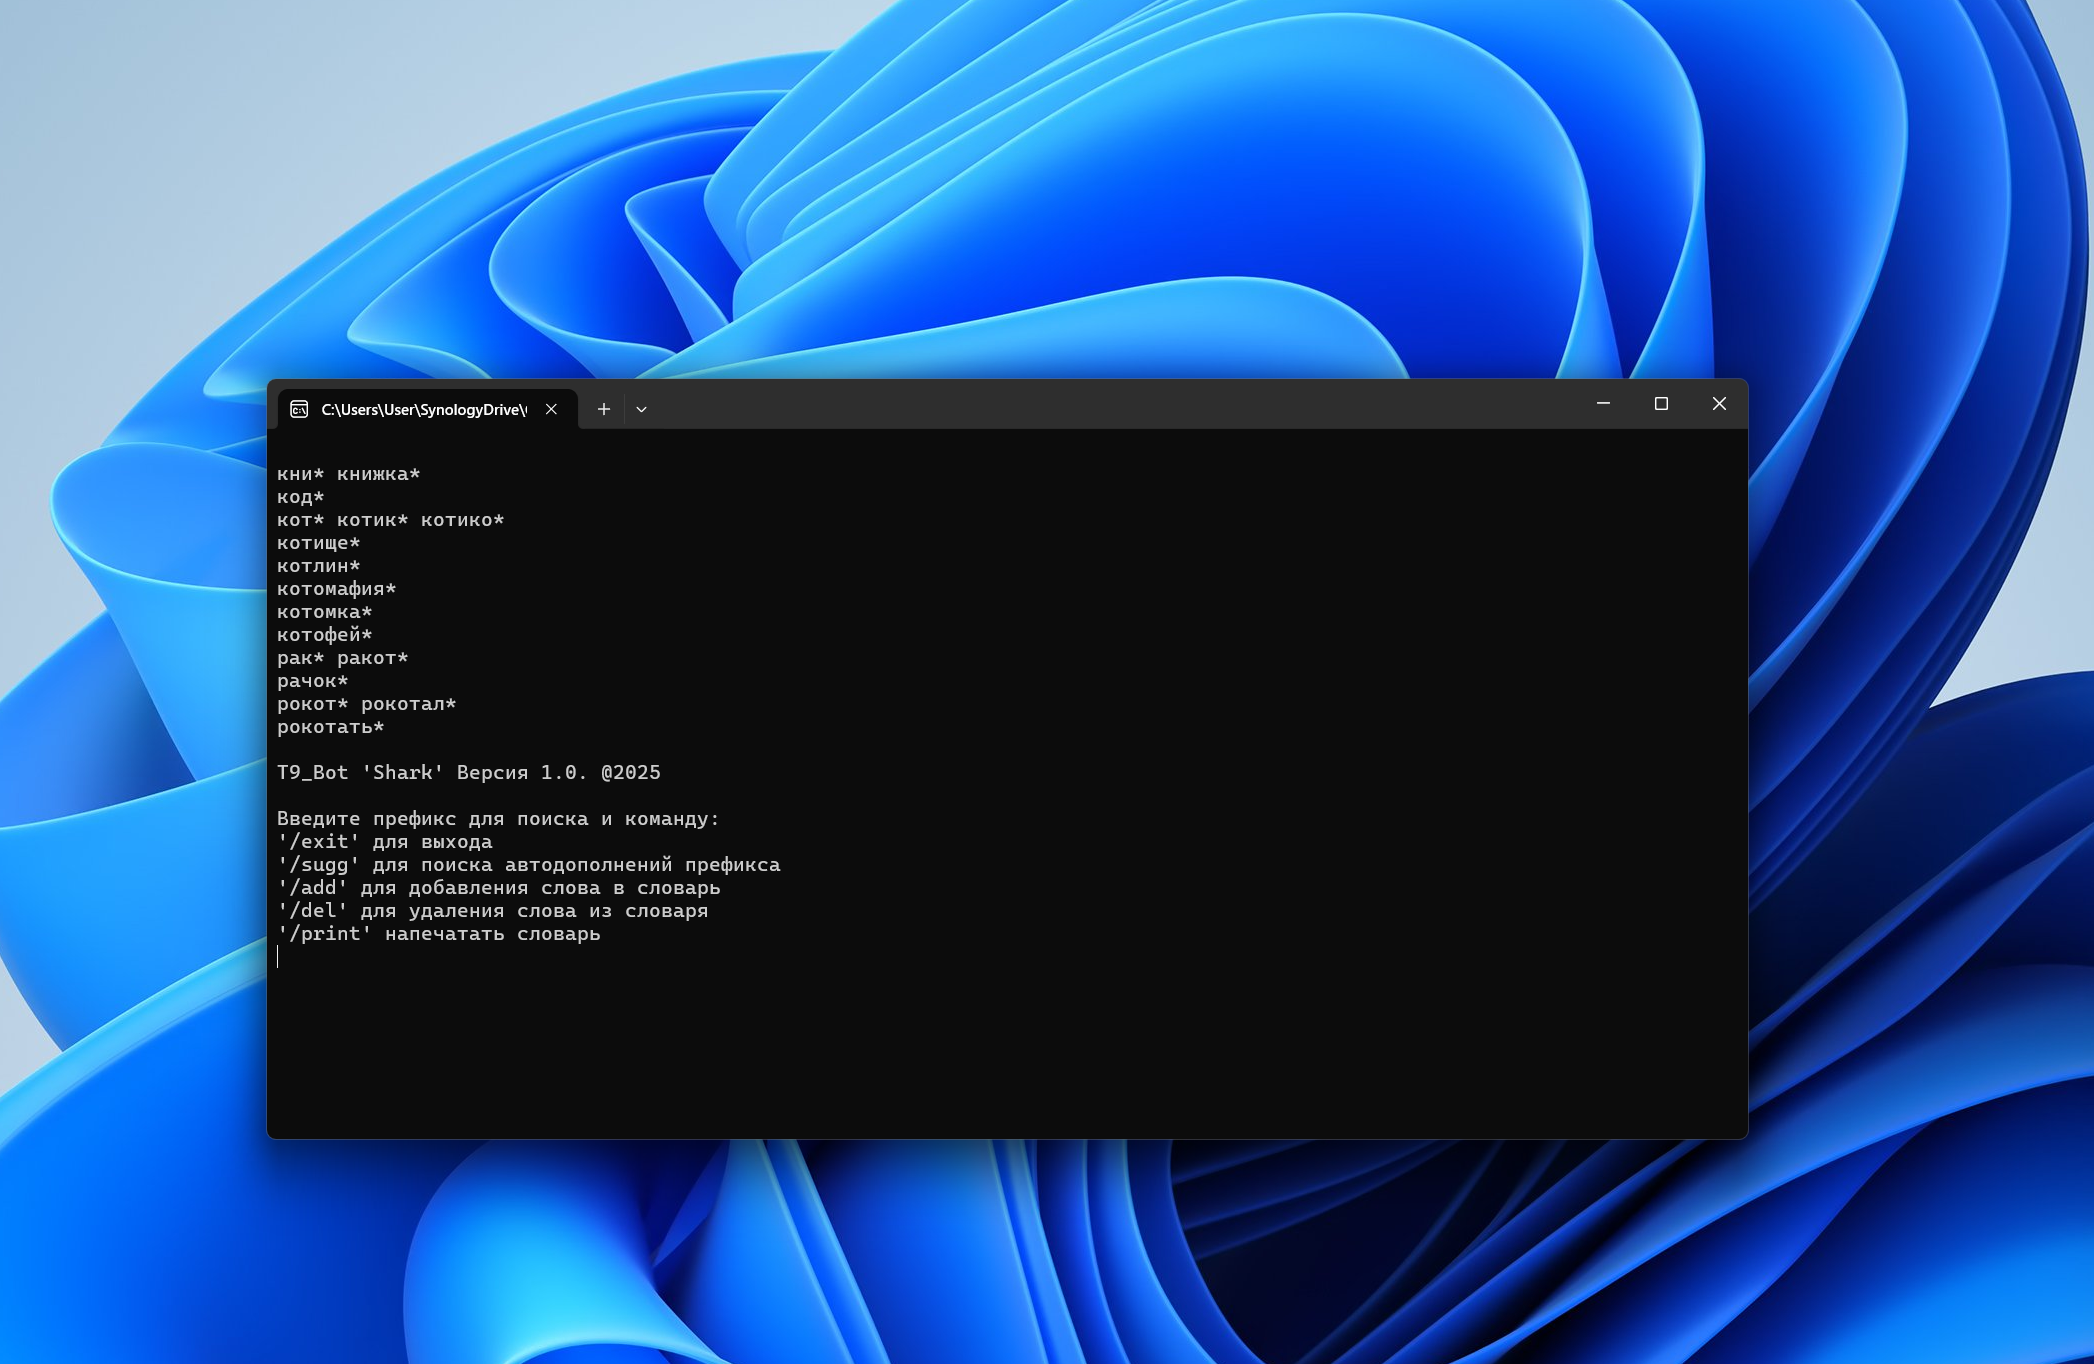 C:\Users\User\SynologyDrive\
кни* книжка*
код*
кот* котик* котико*
котище*
котлин*
котомафия*
котомка*
котофей*
рак* ракот*
рачок*
рокот* рокотал*
рокотать*
T9_Bot 'Shark' Версия 1.0. @2025
Введите префикс для поиска и команду:
'/exit' для выхода
'/sugg' для поиска автодополнений префикса
'/add' для добавления слова в словарь
'/del' для удаления слова из словаря
'/print' напечатать словарь